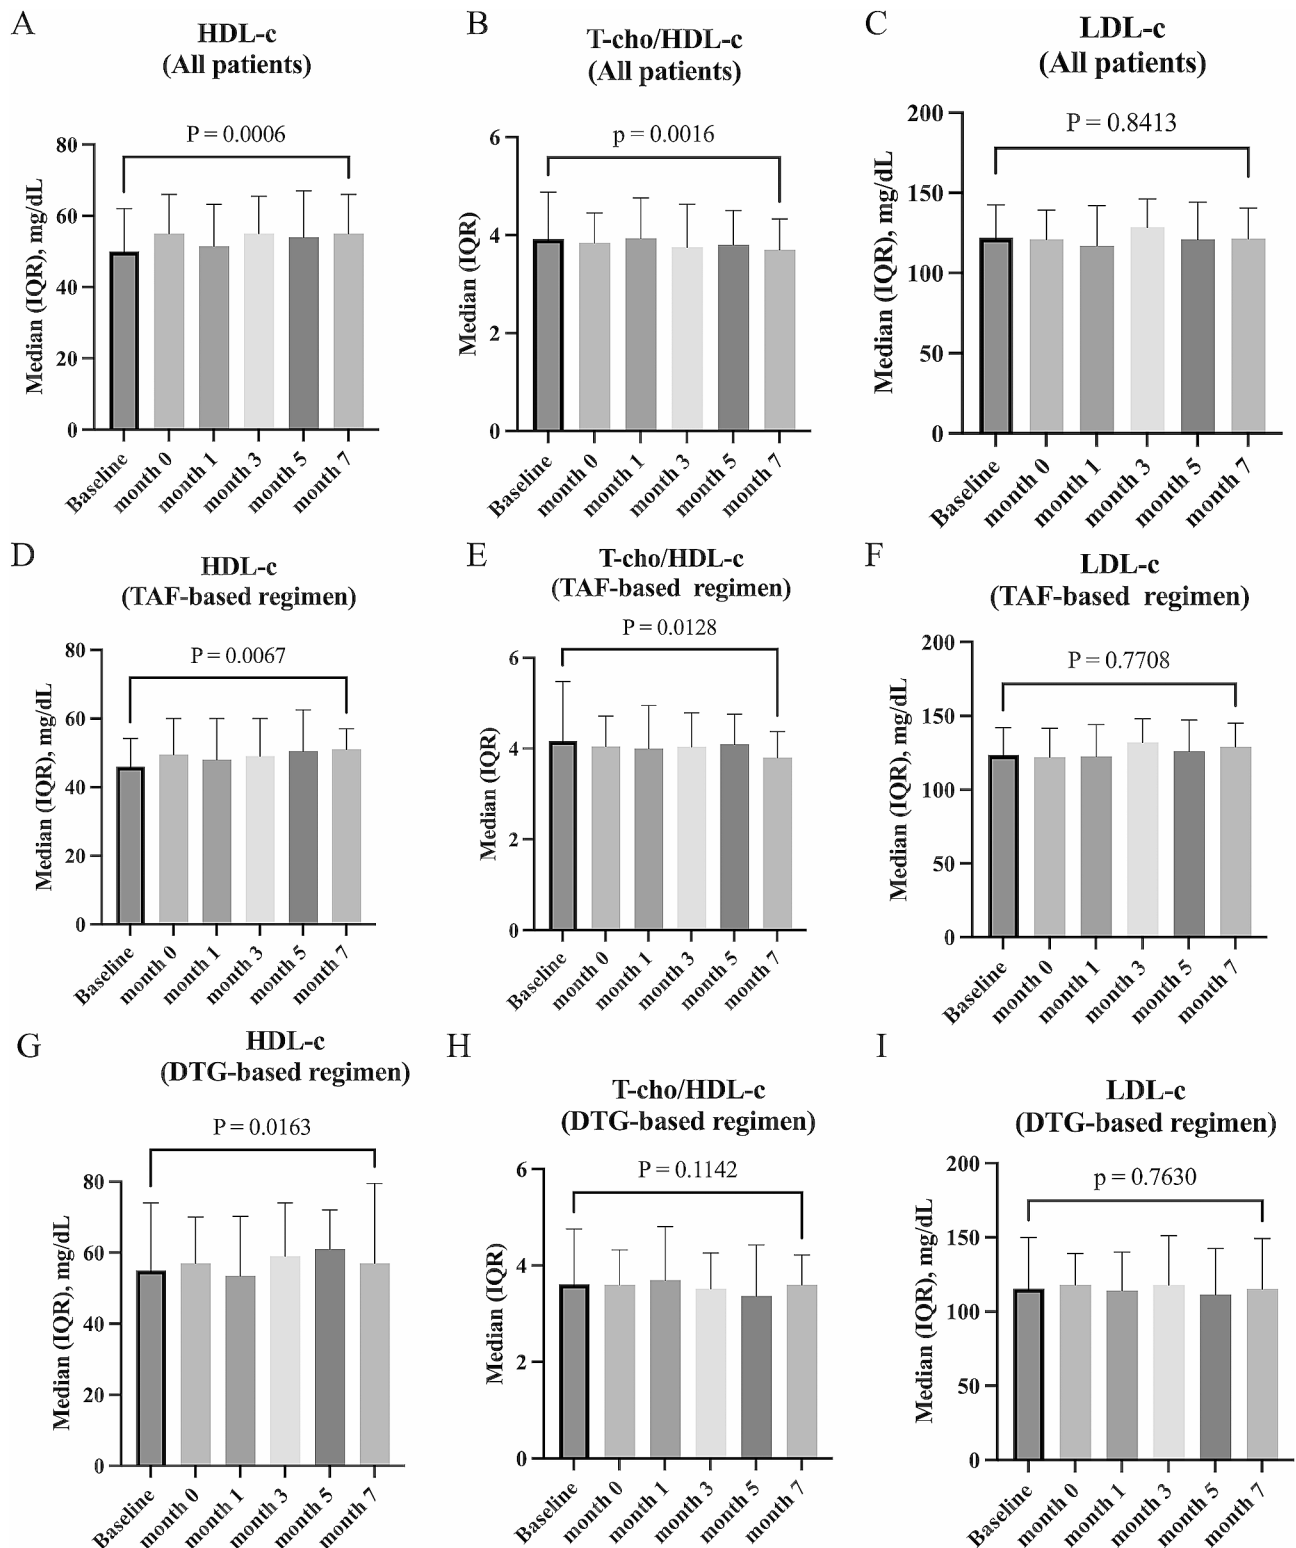 A
HDL-c
(All patients)
P = 0.0006
Median (IQR), mg/dL
80
60
40
20
0
Baseline
month 0
month 1
month 3
month 5
month 7
B
T-cho/HDL-c
(All patients)
p = 0.0016
Median (IQR)
6
4
2
0
Baseline
month 0
month 1
month 3
month 5
month 7
C
LDL-c
(All patients)
P = 0.8413
Median (IQR), mg/dL
200
150
100
50
0
Baseline
month 0
month 1
month 3
month 5
month 7
D
HDL-c
(TAF-based regimen)
P = 0.0067
Median (IQR), mg/dL
80
60
40
20
0
Baseline
month 0
month 1
month 3
month 5
month 7
E
T-cho/HDL-c
(TAF-based regimen)
P = 0.0128
Median (IQR)
6
4
2
0
Baseline
month 0
month 1
month 3
month 5
month 7
F
LDL-c
(TAF-based regimen)
P = 0.7708
Median (IQR), mg/dL
200
150
100
50
0
Baseline
month 0
month 1
month 3
month 5
month 7
G
HDL-c
(DTG-based regimen)
P = 0.0163
Median (IQR), mg/dL
80
60
40
20
0
Baseline
month 0
month 1
month 3
month 5
month 7
H
T-cho/HDL-c
(DTG-based regimen)
P = 0.1142
Median (IQR)
6
4
2
0
Baseline
month 0
month 1
month 3
month 5
month 7
I
LDL-c
(DTG-based regimen)
p = 0.7630
Median (IQR), mg/dL
200
150
100
50
0
Baseline
month 0
month 1
month 3
month 5
month 7